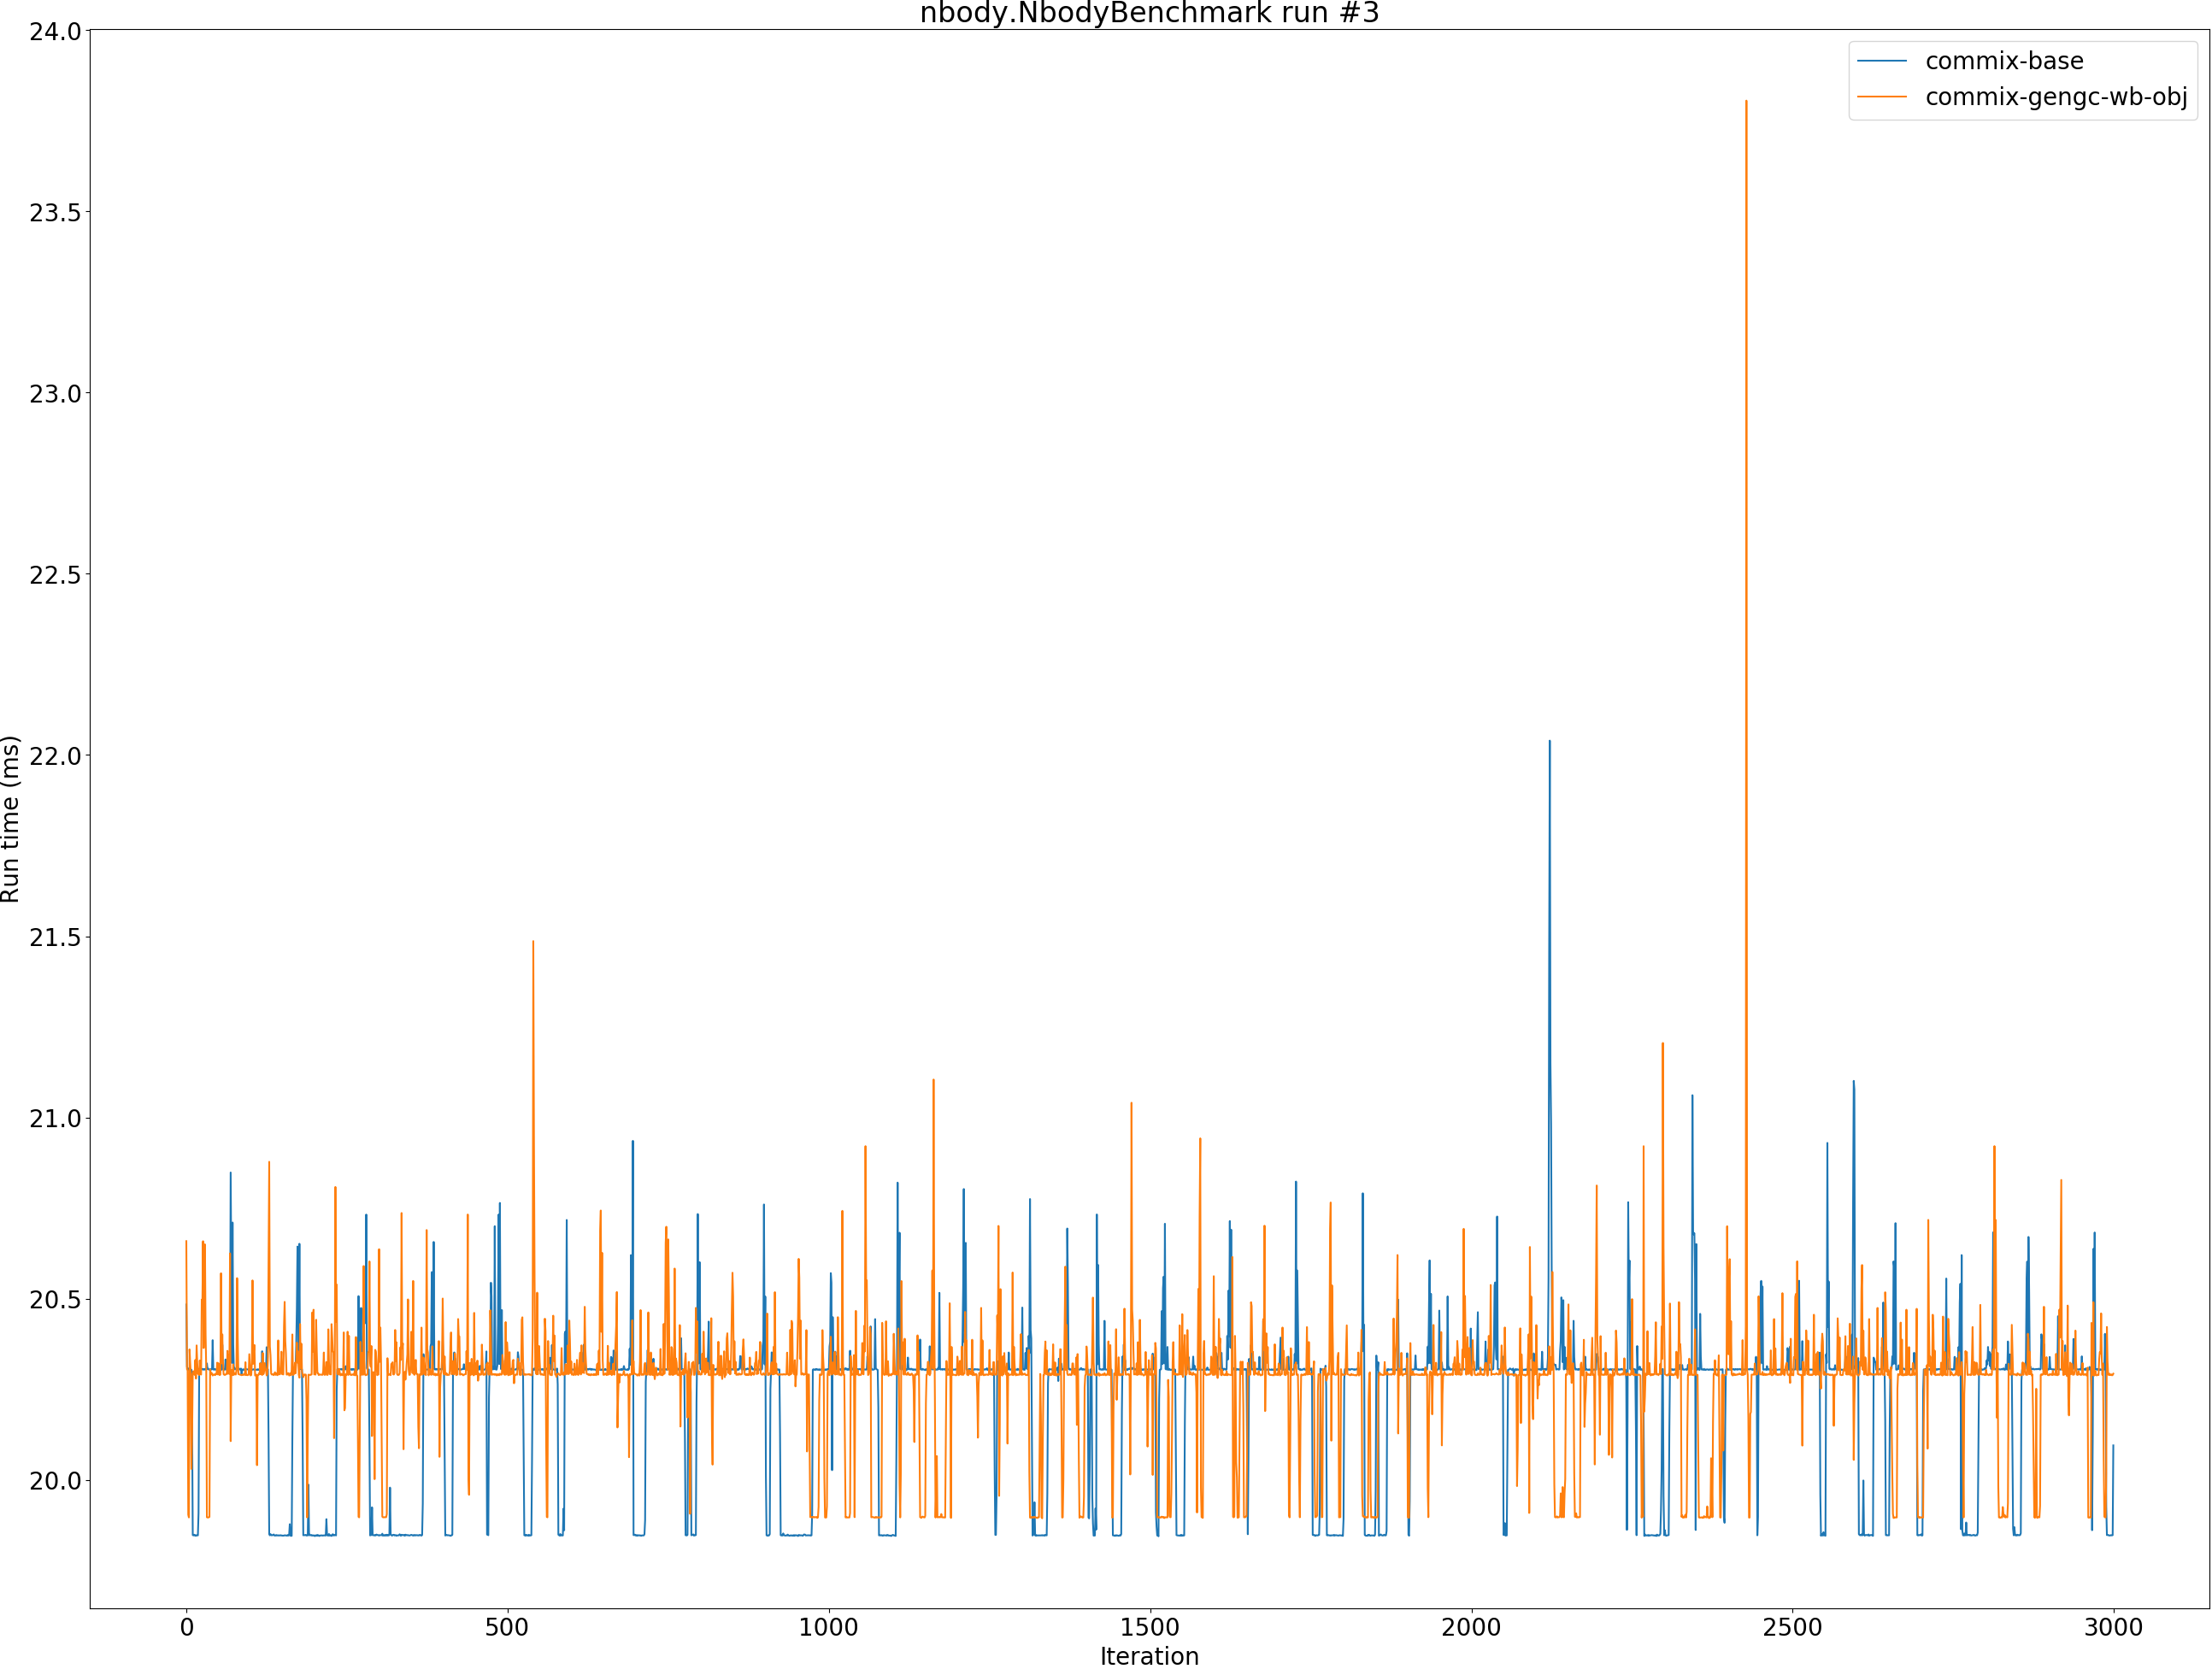 nbody.NbodyBenchmark run #3
commix-base
commix-gengc-wb-obj
Run time (ms)
24.0
23.5
23.0
22.5
22.0
21.5
21.0
20.5
20.0
0 500 1000 1500 2000 2500 3000
Iteration